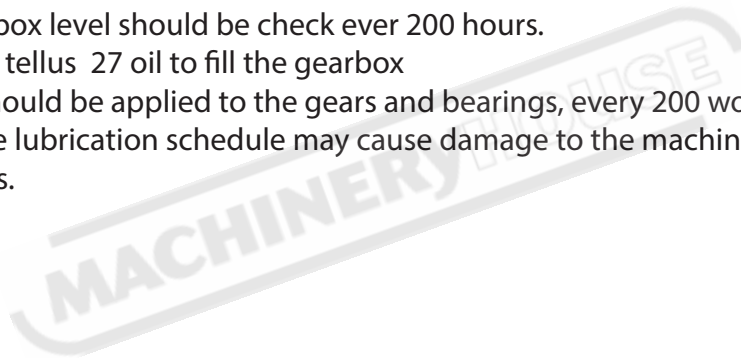 box level should be check ever 200 hours.
tellus 27 oil to fill the gearbox
ould be applied to the gears and bearings, every 200 wo
e lubrication schedule may cause damage to the machin
s.
MACHINERYHOUSE